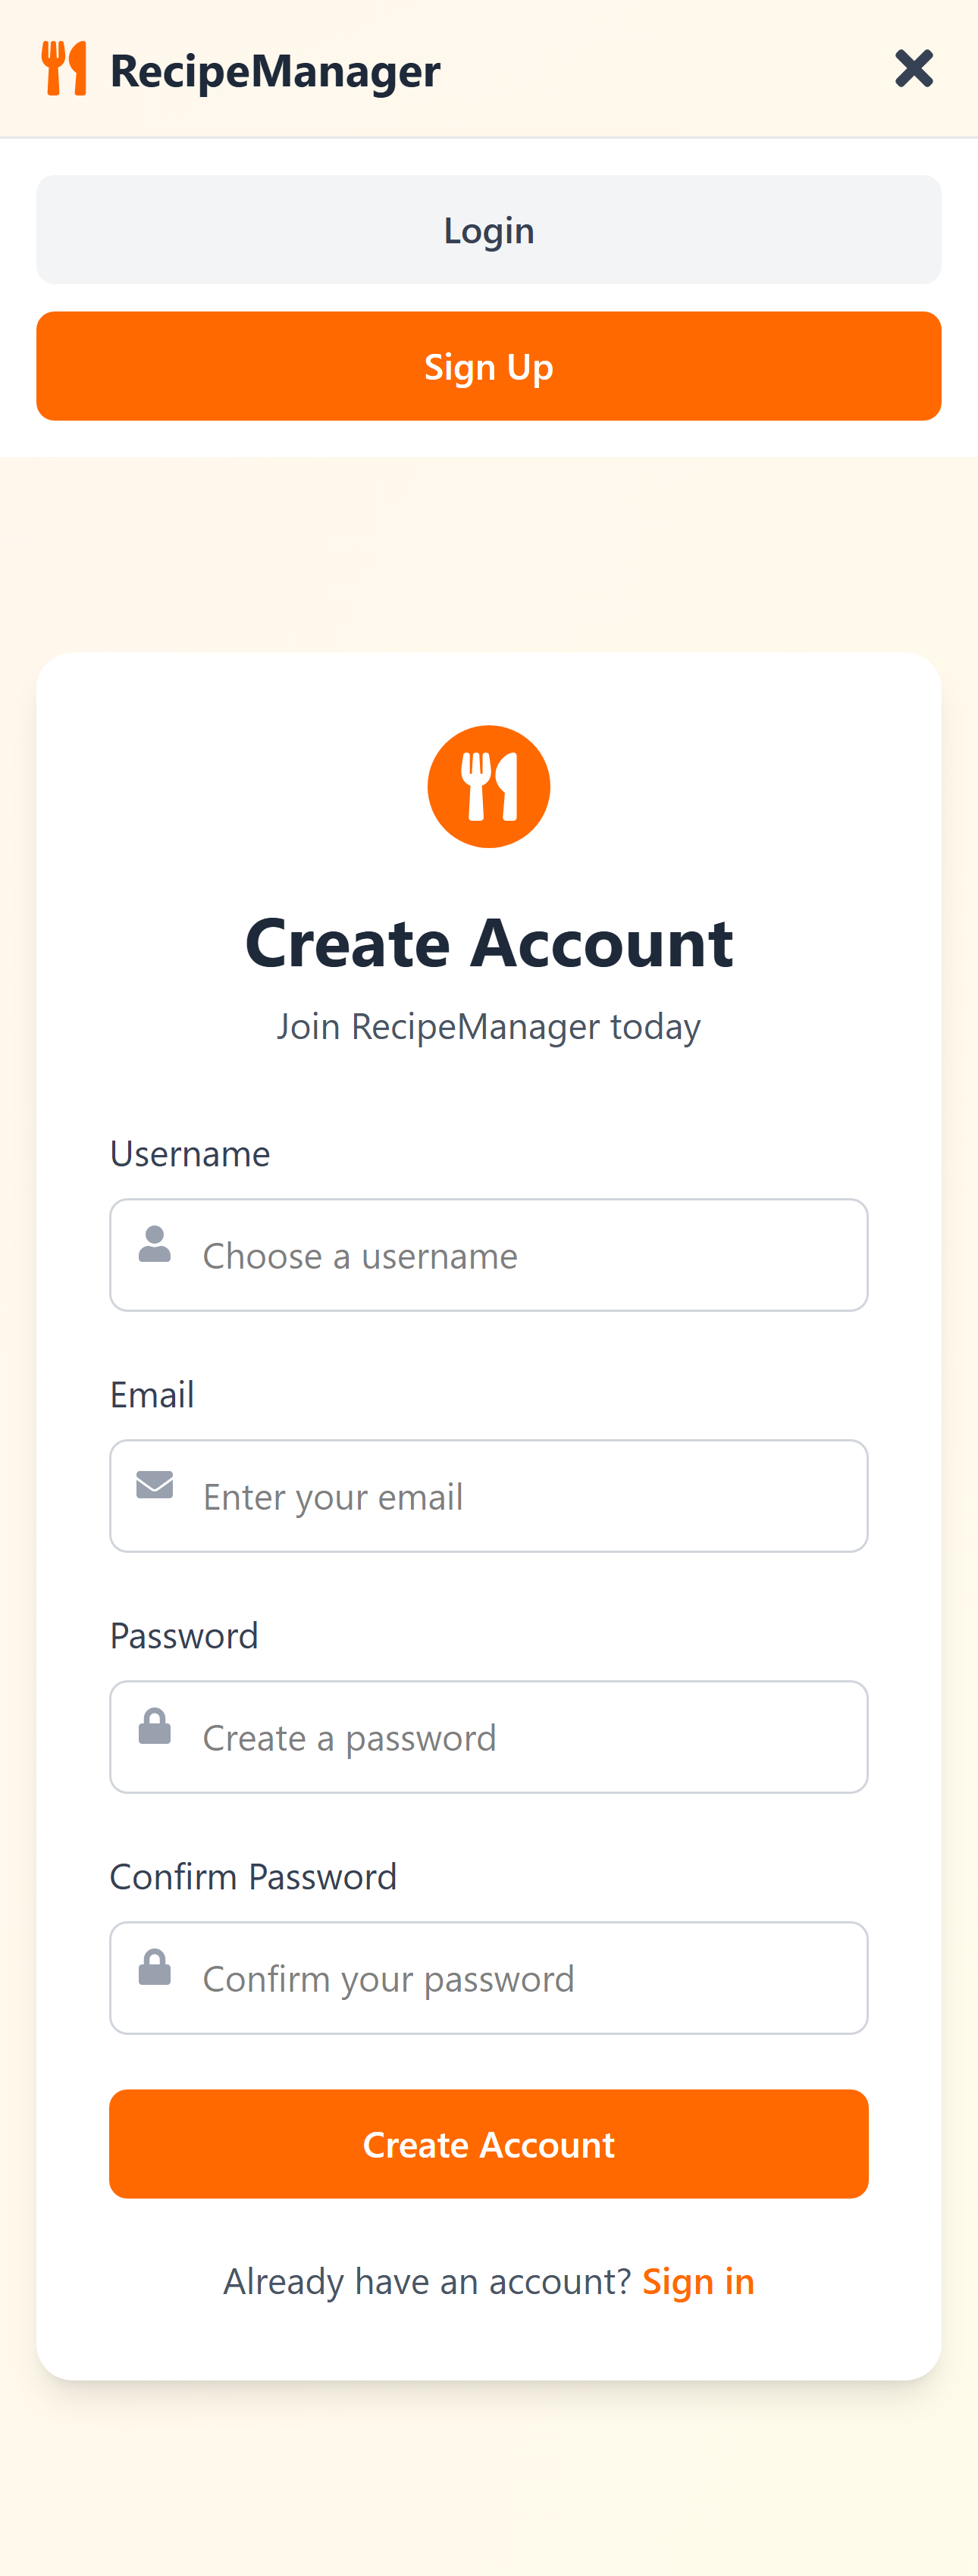 RecipeManager
Login
Sign Up
Create Account
Join RecipeManager today
Username
Choose a username
Email
Enter your email
Password
Create a password
Confirm Password
Confirm your password
Create Account
Already have an account? Sign in